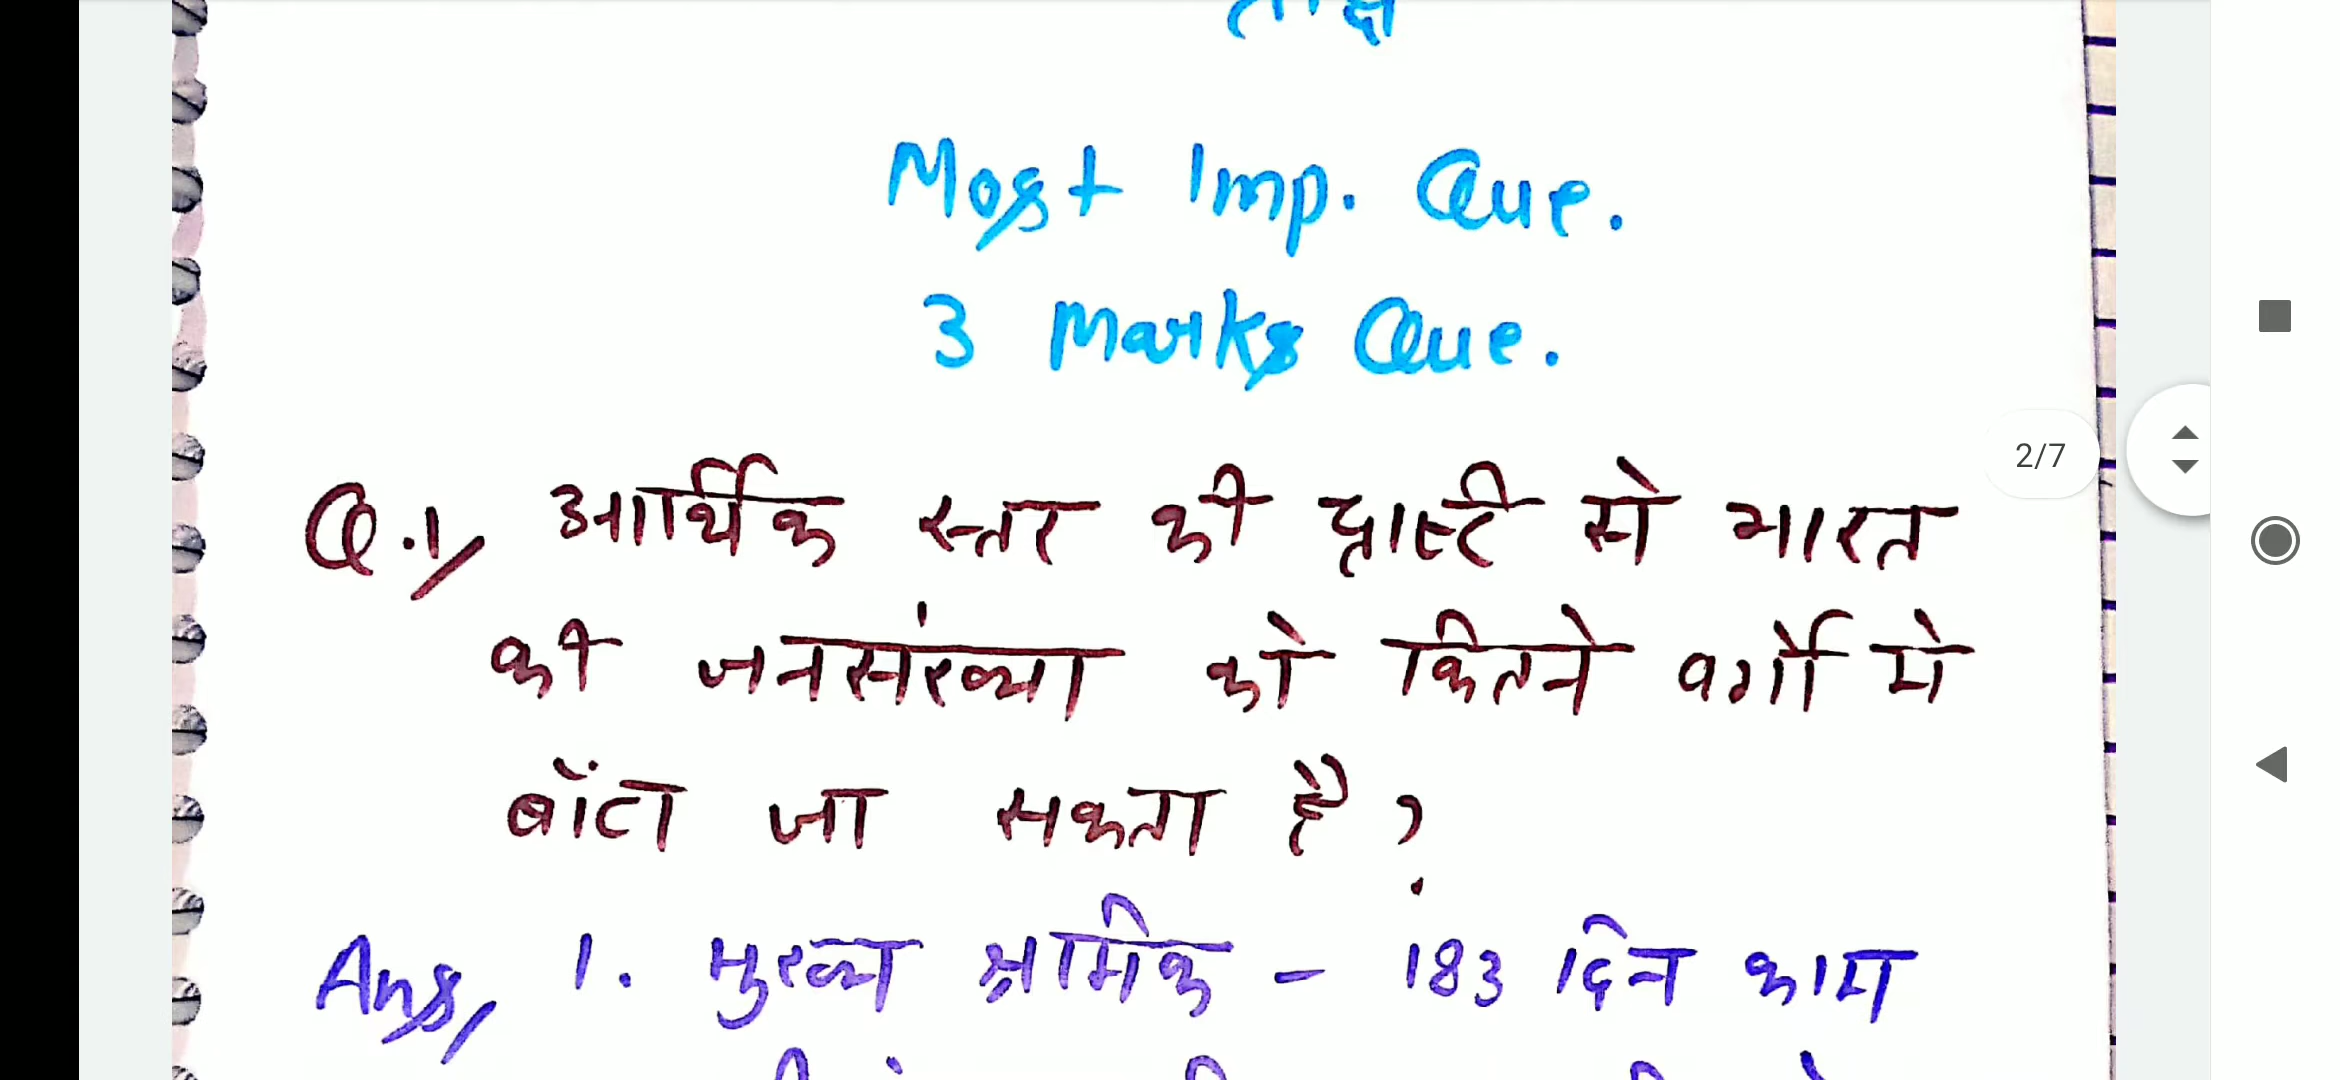 Most Imp. Que.
3 Marks Que.
Q.1, आर्थिक स्तर की दृष्टि से भारत
की जनसंख्या को कितने वर्गो मे
बाँटा जा सकता है?
2/7
Ans, 1. मुख्य श्रमिक - 183 दिन काम